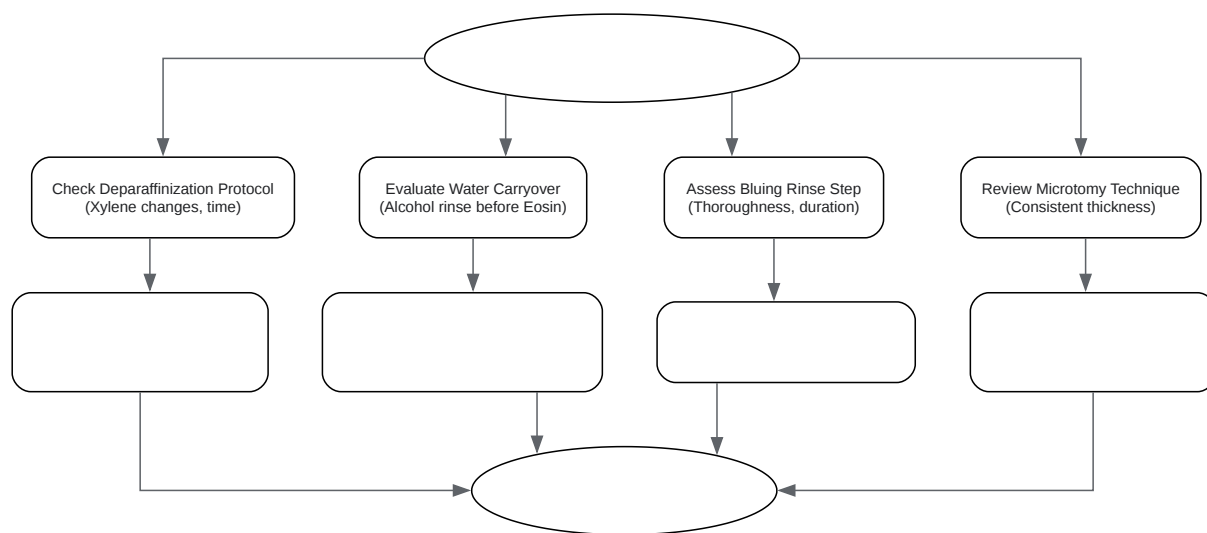 Check Deparaffinization Protocol
(Xylene changes, time)
Evaluate Water Carryover
(Alcohol rinse before Eosin)
Assess Bluing Rinse Step
(Thoroughness, duration)
Review Microtomy Technique
(Consistent thickness)